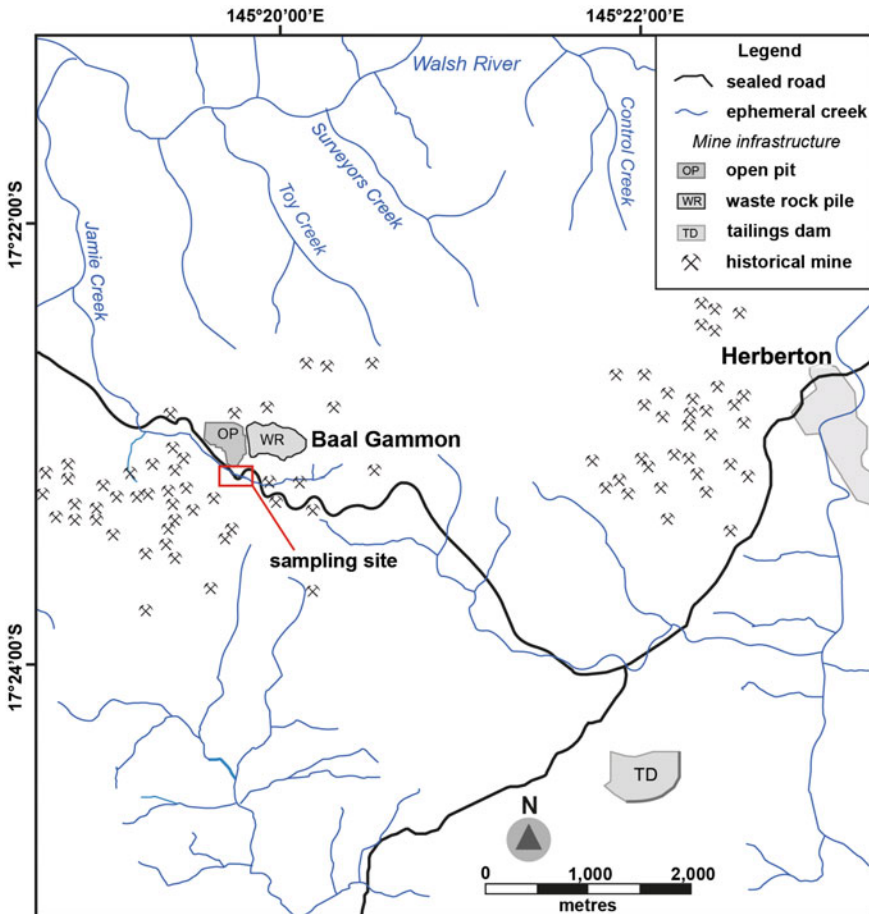 145°20'00"E
145°22'00"E
Walsh River
Legend
sealed road
ephemeral creek
Mine infrastructure
OP open pit
WR waste rock pile
TD tailings dam
historical mine
Control Creek
Surveyors Creek
Toy Creek
17°22'00"S
Jamie Creek
Herberton
OP
WR
Baal Gammon
sampling site
17°24'00"S
TD
N
0 1,000 2,000
metres